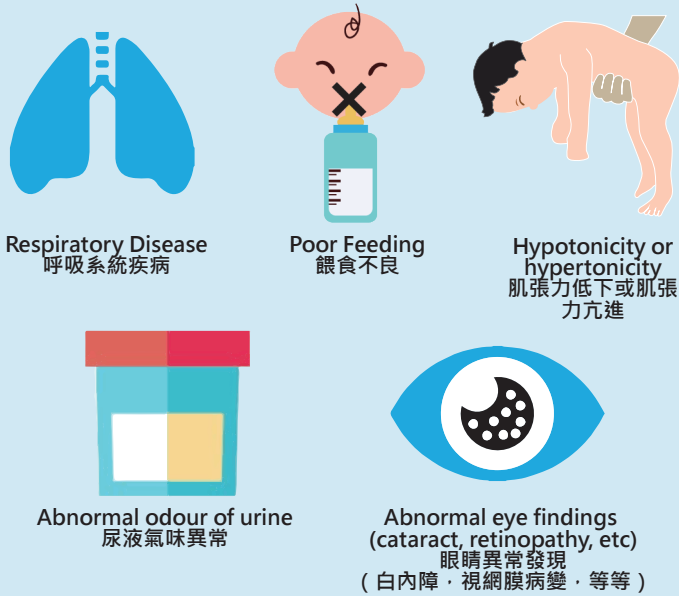 Respiratory Disease
呼吸系統疾病
Poor Feeding
餵食不良
Hypotonicity or
hypertonicity
肌張力低下或肌張
力亢進
Abnormal odour of urine
尿液氣味異常
Abnormal eye findings
(cataract, retinopathy, etc)
眼睛異常發現
( 白內障，視網膜病變，等等 )